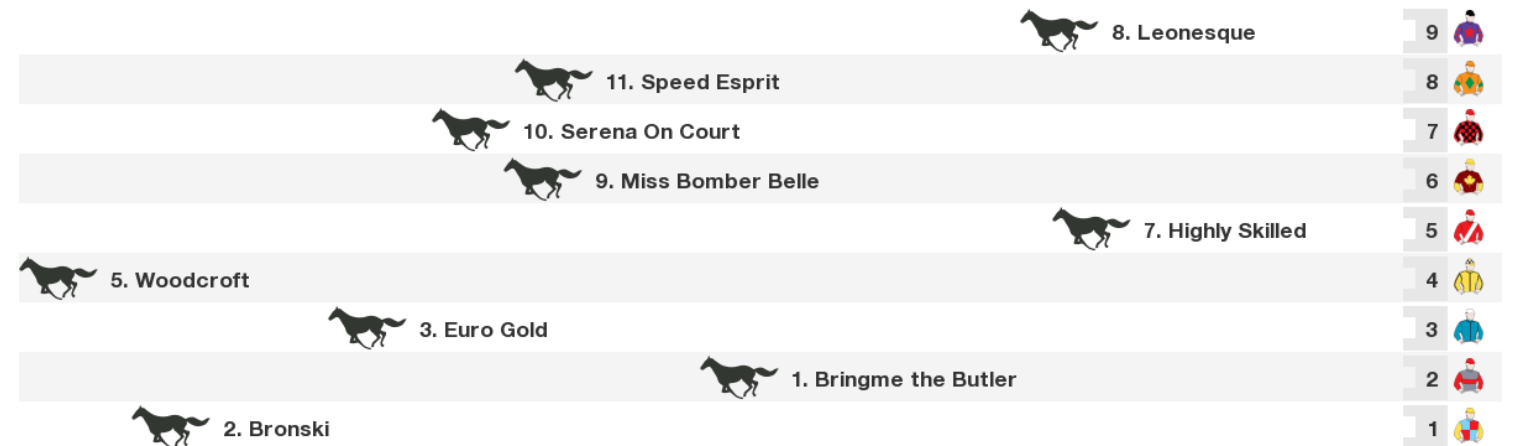 8. Leonesque 9
11. Speed Esprit 8
10. Serena On Court 7
9. Miss Bomber Belle 6
7. Highly Skilled 5
5. Woodcroft 4
3. Euro Gold 3
1. Bringme the Butler 2
2. Bronski 1